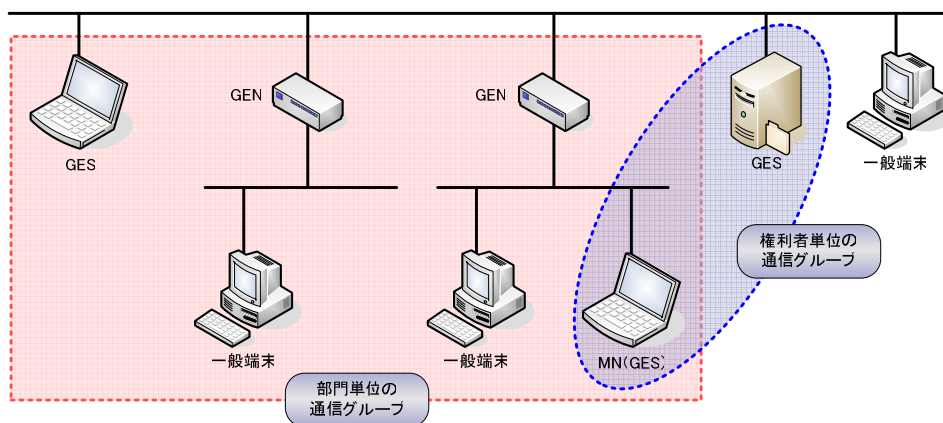 GEN
GEN
GES
GES
一般端末
権利者単位の
通信グループ
一般端末
一般端末
MN(GES)
部門単位の
通信グループ